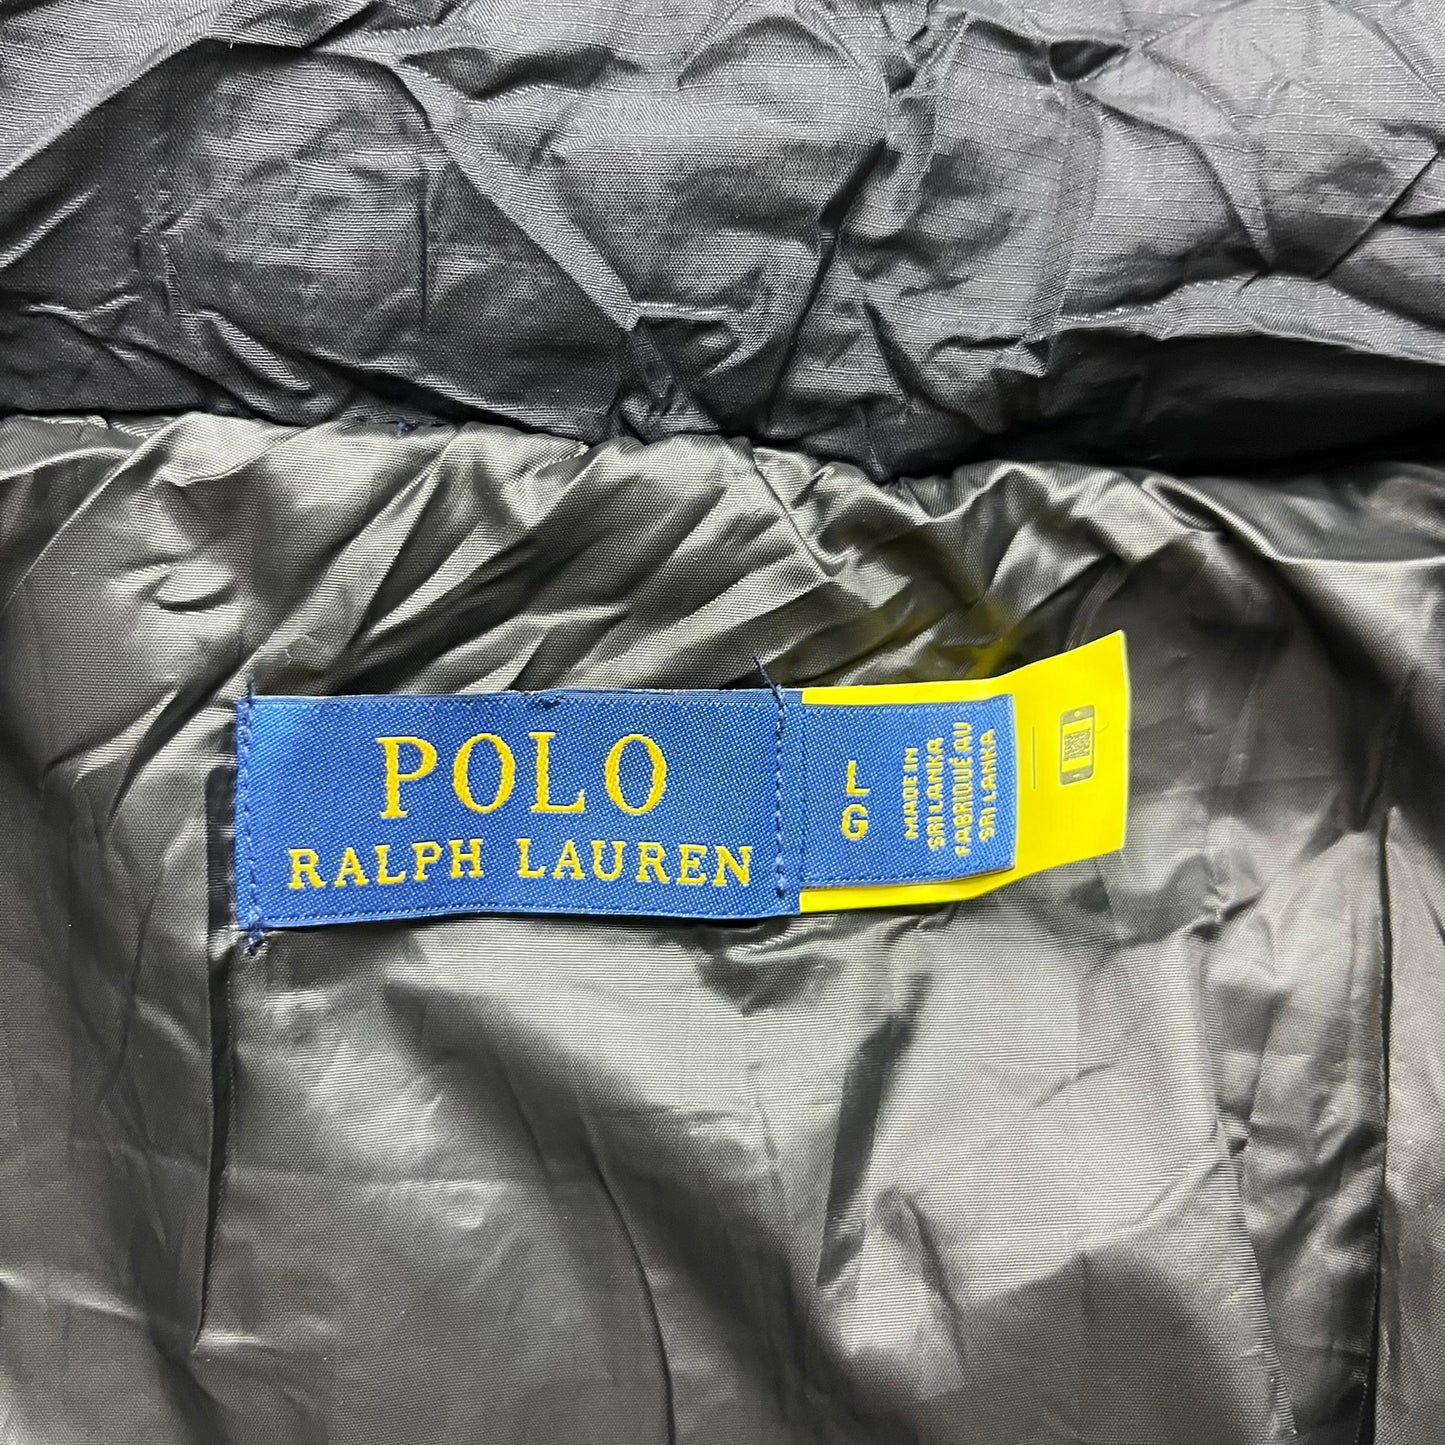 POLO
RALPH LAUREN
L
G
MADE IN
SRI LANKA
FABRIQUÉ AU
SRI LANKA